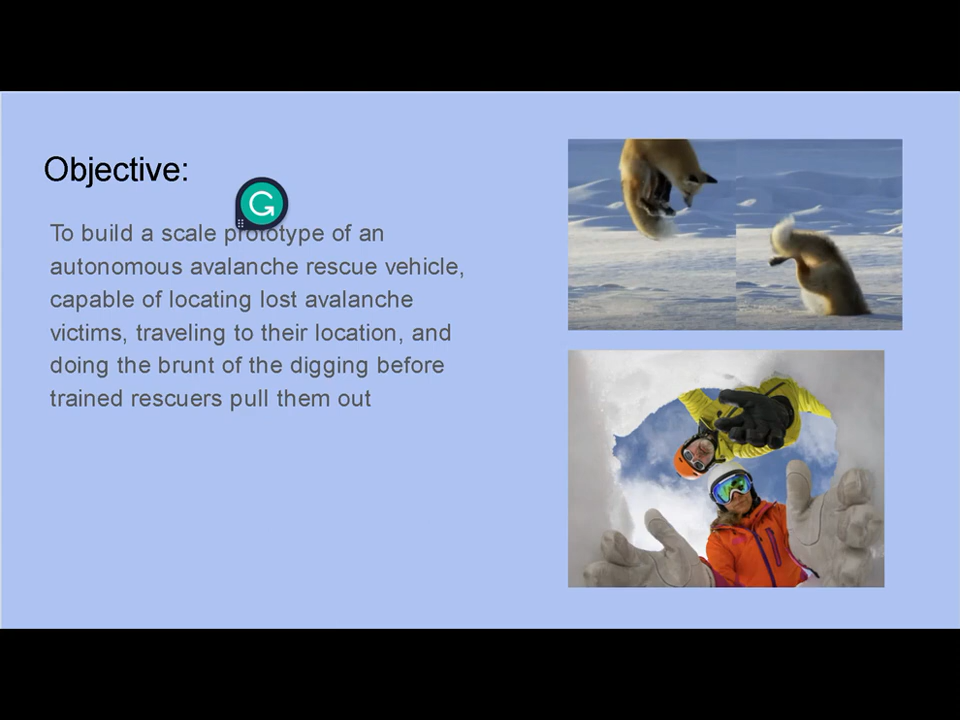 Objective:
To build a scale prototype of an
autonomous avalanche rescue vehicle,
capable of locating lost avalanche
victims, traveling to their location, and
doing the brunt of the digging before
trained rescuers pull them out